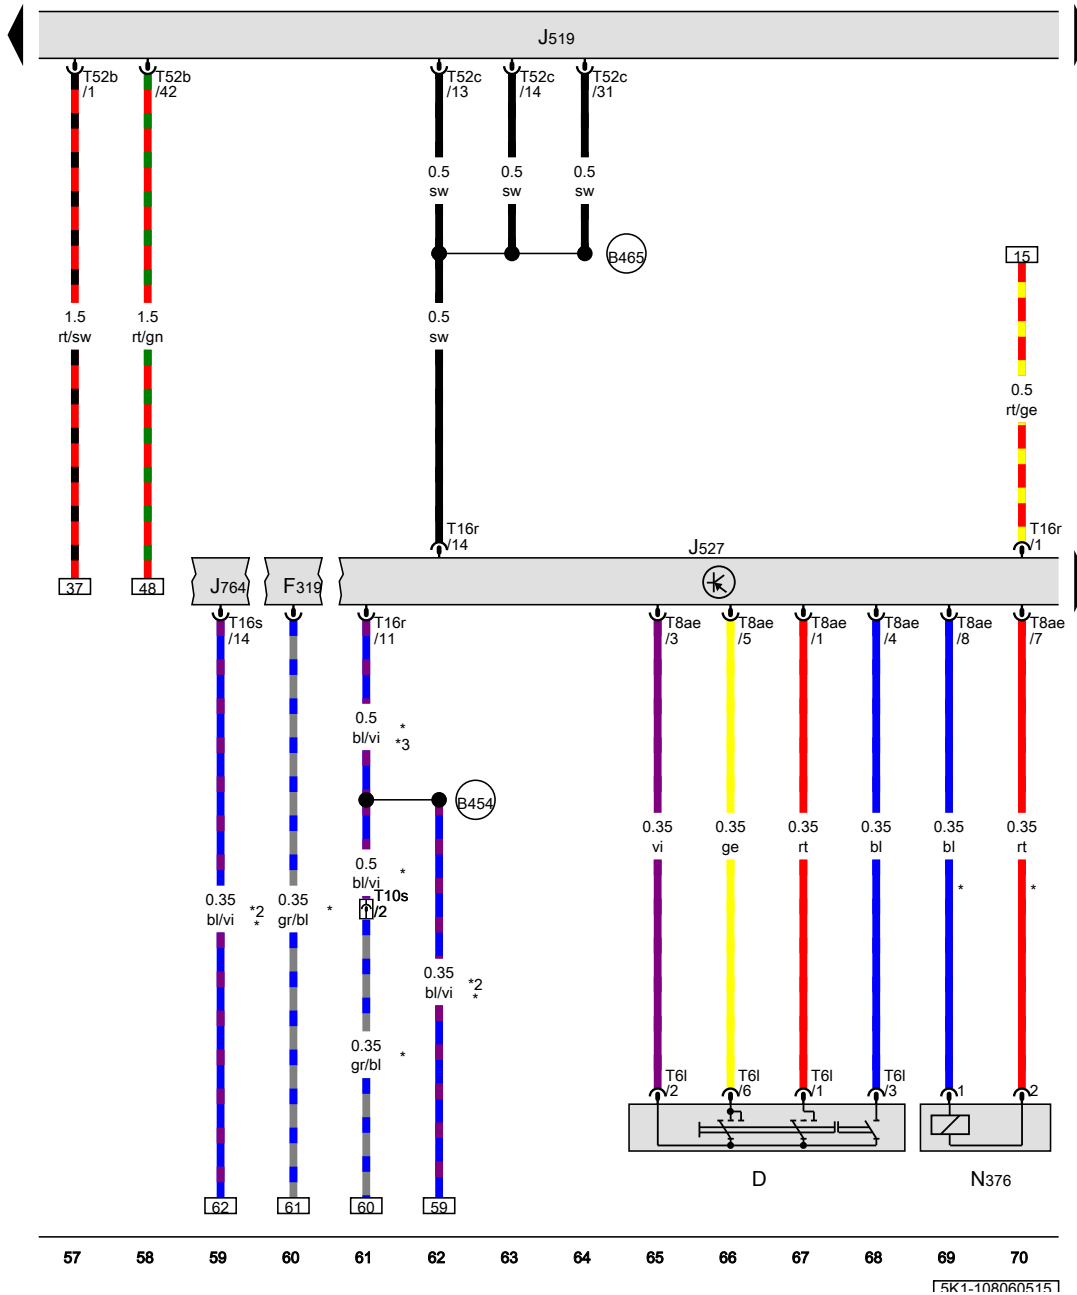 J519
T52b
/1
T52b
/42
T52c
/13
T52c
/14
T52c
/31
0.5
sw
0.5
sw
0.5
sw
B465
15
1.5
rt/sw
1.5
rt/gn
0.5
sw
0.5
rt/ge
T16r
/14
J527
T16r
/1
37
48
J764
F319
T16s
/14
T16r
/11
T8ae
/3
T8ae
/5
T8ae
/1
T8ae
/4
T8ae
/8
T8ae
/7
0.5
bl/vi
*
*3
B454
0.35
vi
0.35
ge
0.35
rt
0.35
bl
0.35
bl
*
0.35
rt
*
0.5
bl/vi
*
T10s
/2
0.35
bl/vi
*2
*
0.35
gr/bl
*
0.35
bl/vi
*2
*
0.35
gr/bl
*
T6l
/2
T6l
/6
T6l
/1
T6l
/3
1
2
D
N376
62
61
60
59
57 58 59 60 61 62 63 64 65 66 67 68 69 70
5K1-108060515